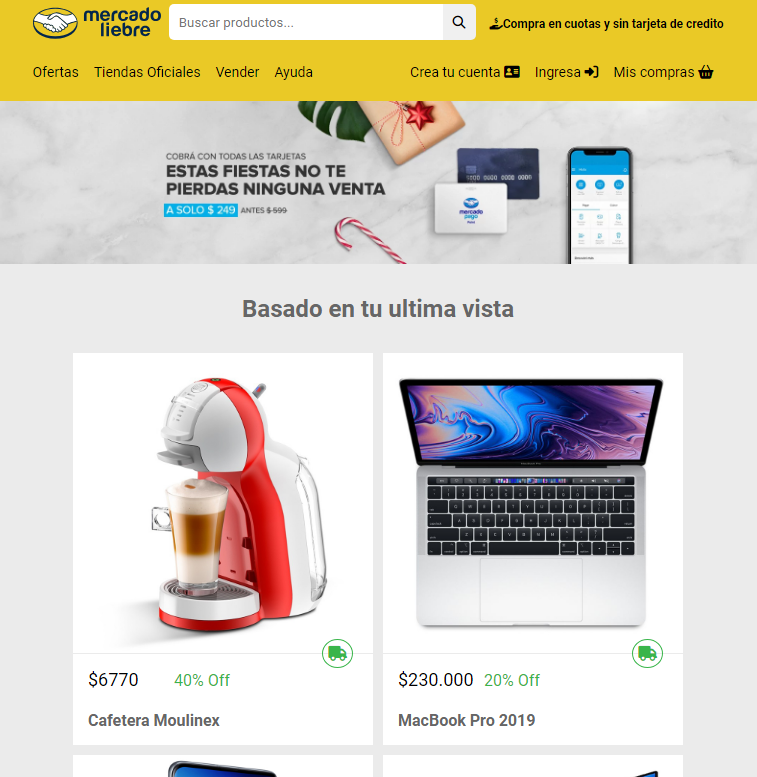 mercado
liebre
Buscar productos...
Compra en cuotas y sin tarjeta de credito
Ofertas Tiendas Oficiales Vender Ayuda
Crea tu cuenta Ingresa Mis compras
COBRÁ CON TODAS LAS TARJETAS
ESTAS FIESTAS NO TE
PIERDAS NINGUNA VENTA
A SOLO $ 249 ANTES $ 599
mercado
pago
Basado en tu ultima vista
$6770 40% Off
Cafetera Moulinex
$230.000 20% Off
MacBook Pro 2019